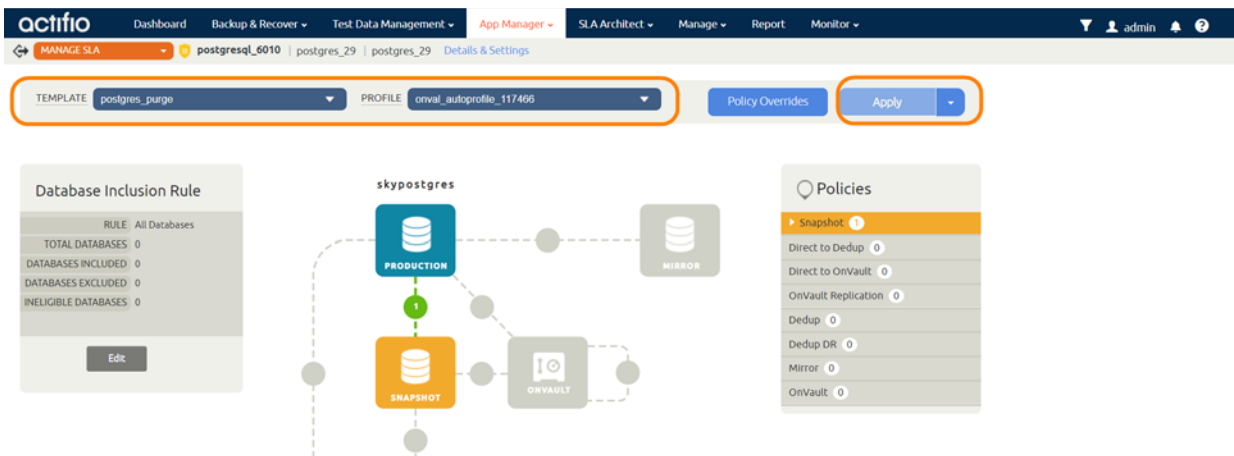 actifio Dashboard Backup & Recover Test Data Management App Manager SLA Architect Manage Report Monitor admin
MANAGE SLA postgresql_6010 | postgres_29 | postgres_29 Details & Settings
TEMPLATE postgres_purge PROFILE onval_autoprofile_117466 Policy Overrides Apply
Database Inclusion Rule
RULE All Databases
TOTAL DATABASES 0
DATABASES INCLUDED 0
DATABASES EXCLUDED 0
INELIGIBLE DATABASES 0
Edit
skypostgres
PRODUCTION
MIRROR
1
SNAPSHOT
ONVAULT
Policies
Snapshot 1
Direct to Dedup 0
Direct to OnVault 0
OnVault Replication 0
Dedup 0
Dedup DR 0
Mirror 0
OnVault 0